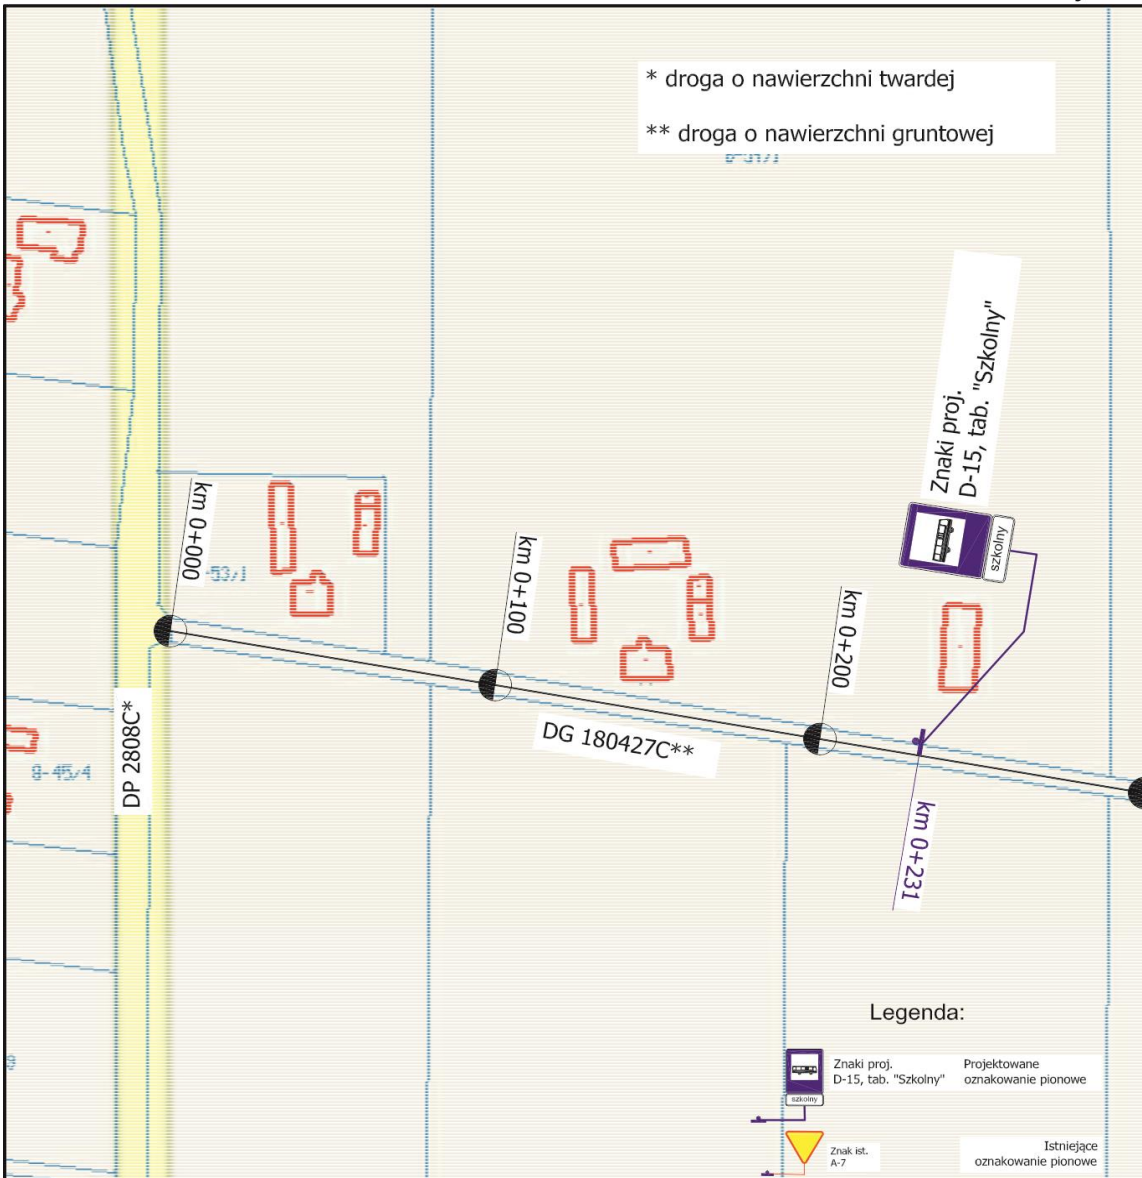 * droga o nawierzchni twardej
** droga o nawierzchni gruntowej
Znaki proj.
D-15, tab. "Szkolny"
szkolny
km 0+000
km 0+100
km 0+200
km 0+231
DP 2808C*
DG 180427C**
Legenda:
Znaki proj.
D-15, tab. "Szkolny"
Projektowane
oznakowanie pionowe
szkolny
Znak ist.
A-7
Istniejące
oznakowanie pionowe